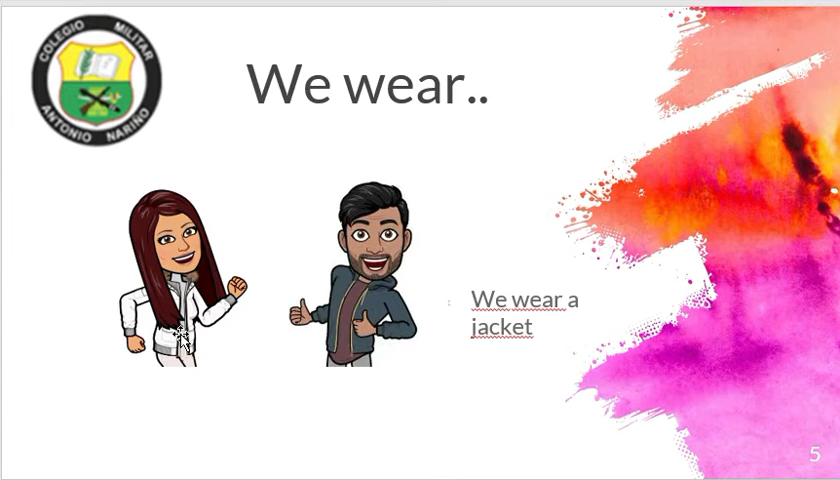 COLEGIO MILITAR
ANTONIO NARIÑO
We wear..
We wear a
jacket
5